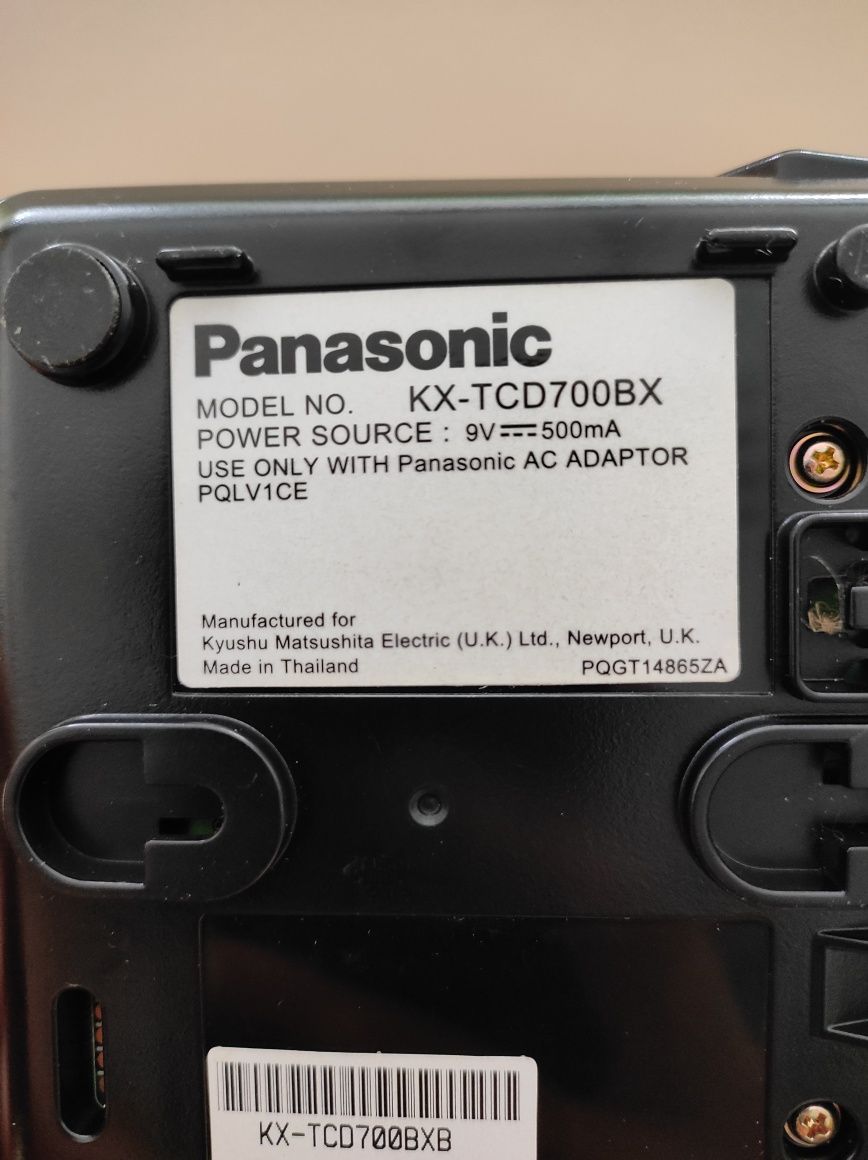 Panasonic
MODEL NO. KX-TCD700BX
POWER SOURCE : 9V⎓500mA
USE ONLY WITH Panasonic AC ADAPTOR
PQLV1CE
Manufactured for
Kyushu Matsushita Electric (U.K.) Ltd., Newport, U.K.
Made in Thailand PQGT14865ZA
KX-TCD700BXB